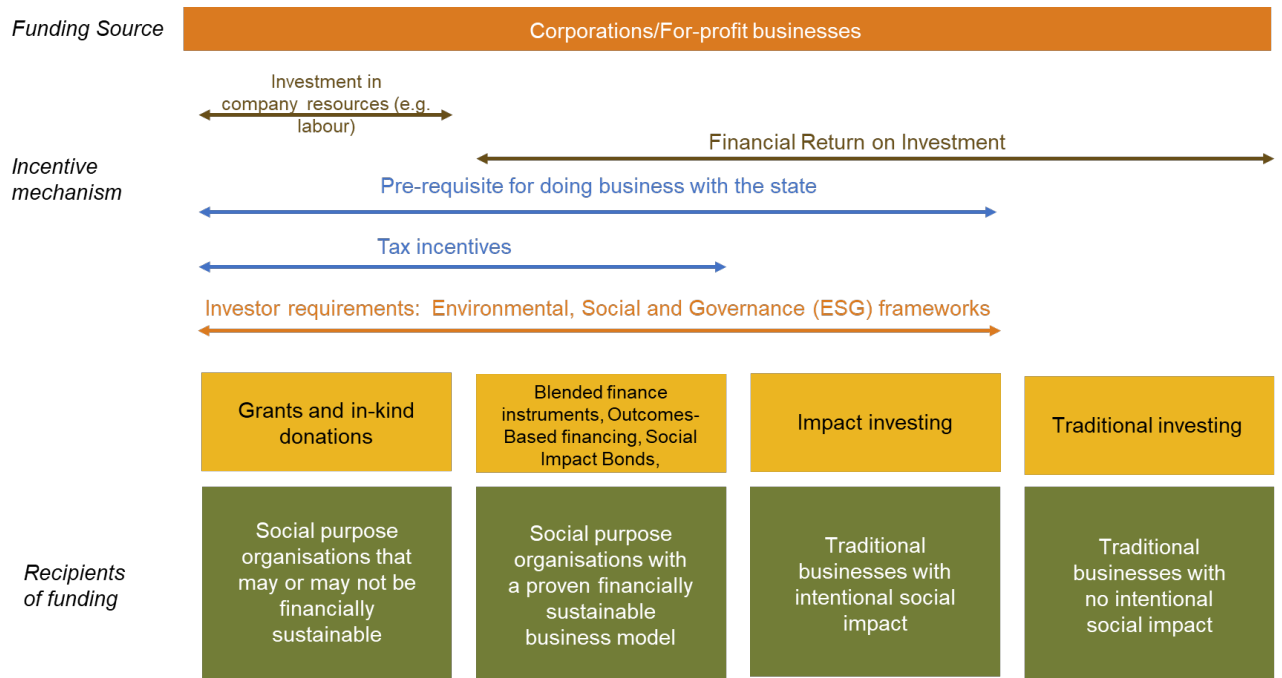 Funding Source
Corporations/For-profit businesses
Investment in
company resources (e.g.
labour)
Financial Return on Investment
Incentive
mechanism
Pre-requisite for doing business with the state
Tax incentives
Investor requirements: Environmental, Social and Governance (ESG) frameworks
Grants and in-kind
donations
Blended finance
instruments, Outcomes-
Based financing, Social
Impact Bonds,
Impact investing
Traditional investing
Recipients
of funding
Social purpose
organisations that
may or may not be
financially
sustainable
Social purpose
organisations with
a proven financially
sustainable
business model
Traditional
businesses with
intentional social
impact
Traditional
businesses with
no intentional
social impact